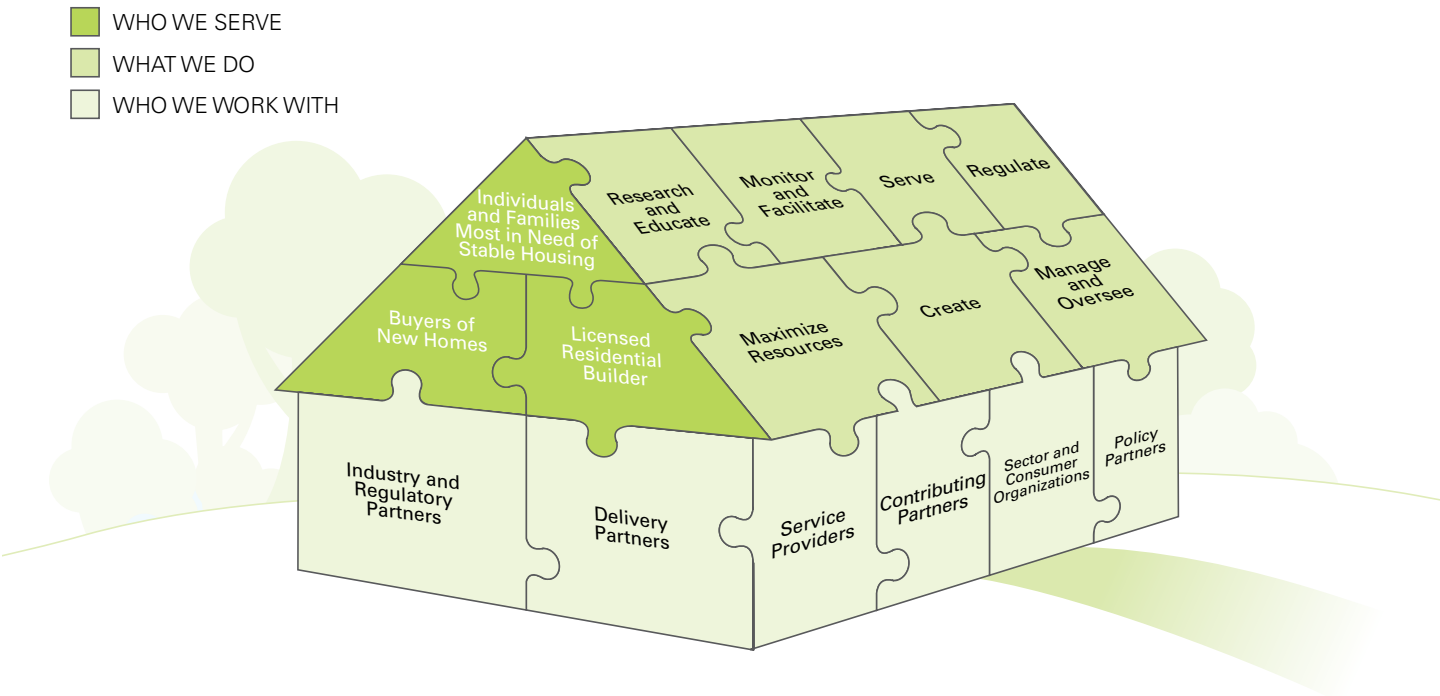 WHO WE SERVE
WHAT WE DO
WHO WE WORK WITH
Individuals
and Families
Most in Need of
Stable Housing
Buyers of
New Homes
Licensed
Residential
Builder
Research
and
Educate
Monitor
and
Facilitate
Serve
Regulate
Maximize
Resources
Create
Manage
and
Oversee
Industry and
Regulatory
Partners
Delivery
Partners
Service
Providers
Contributing
Partners
Sector and
Consumer
Organizations
Policy
Partners